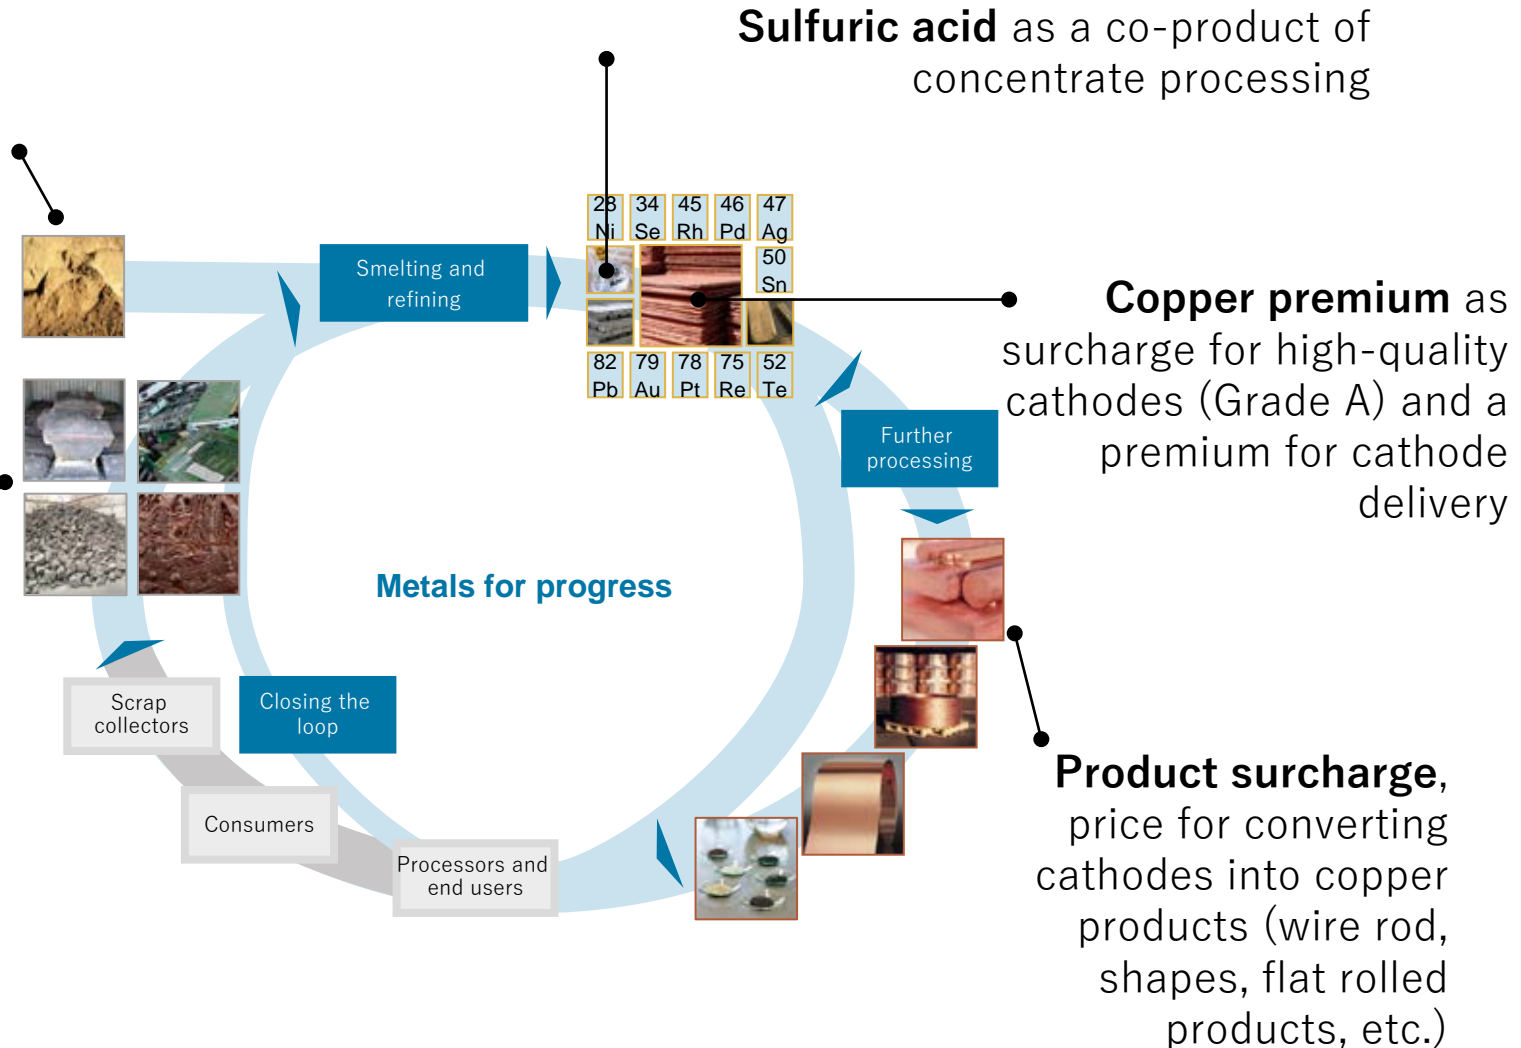 Sulfuric acid as a co-product of
concentrate processing
28 34 45 46 47
Ni Se Rh Pd Ag
50
Sn
Smelting and
refining
82 79 78 75 52
Pb Au Pt Re Te
Copper premium as
surcharge for high-quality
cathodes (Grade A) and a
premium for cathode
delivery
Further
processing
Metals for progress
Scrap
collectors
Closing the
loop
Consumers
Processors and
end users
Product surcharge,
price for converting
cathodes into copper
products (wire rod,
shapes, flat rolled
products, etc.)